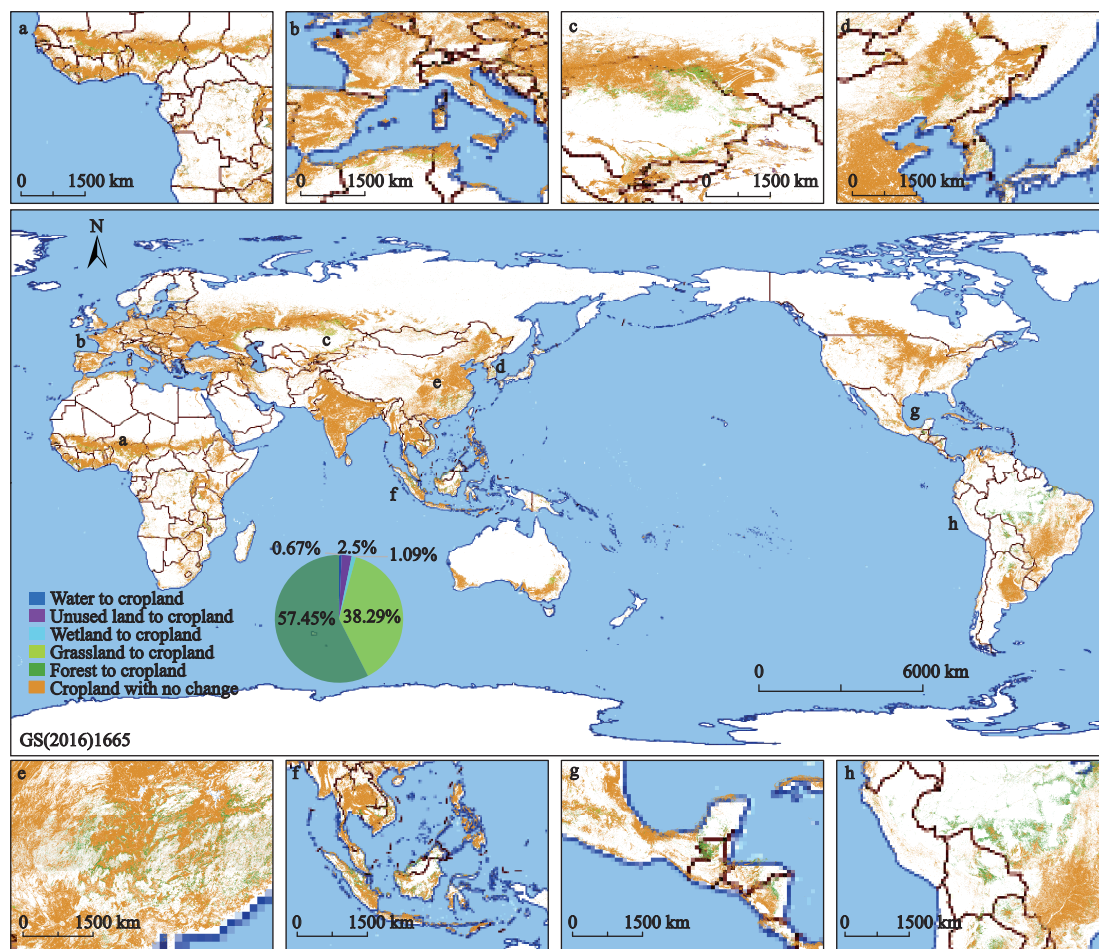 a
0 1500 km
b
0 1500 km
c
0 1500 km
d
0 1500 km
N
b
c
d
e
a
g
f
h
0.67% 2.5% 1.09%
57.45% 38.29%
Water to cropland
Unused land to cropland
Wetland to cropland
Grassland to cropland
Forest to cropland
Cropland with no change
0 6000 km
GS(2016)1665
e
0 1500 km
f
0 1500 km
g
0 1500 km
h
0 1500 km